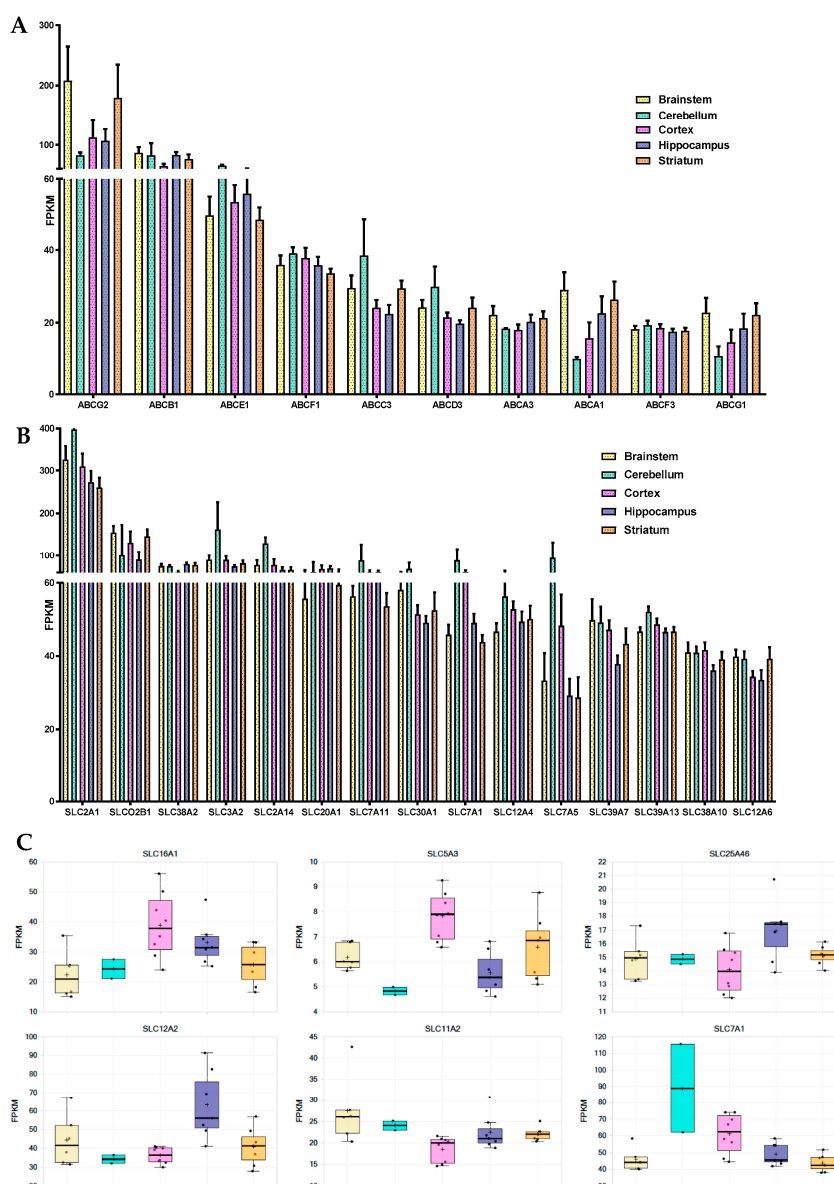 A
300
200
100
60
40
20
0
FPKM
Brainstem
Cerebellum
Cortex
Hippocampus
Striatum
ABCG2 ABCB1 ABCE1 ABCF1 ABCC3 ABCD3 ABCA3 ABCA1 ABCF3 ABCG1
B
400
300
200
100
60
40
20
0
FPKM
Brainstem
Cerebellum
Cortex
Hippocampus
Striatum
SLC2A1 SLCO2B1 SLC38A2 SLC3A2 SLC2A14 SLC20A1 SLC7A11 SLC30A1 SLC7A1 SLC12A4 SLC7A5 SLC39A7 SLC39A13 SLC38A10 SLC12A6
C
SLC16A1
60
50
40
30
20
10
FPKM
SLC5A3
10
9
8
7
6
5
4
FPKM
SLC25A46
22
21
20
19
18
17
16
15
14
13
12
11
FPKM
SLC12A2
100
90
80
70
60
50
40
30
20
FPKM
SLC11A2
45
40
35
30
25
20
15
10
FPKM
SLC7A1
120
110
100
90
80
70
60
50
40
30
FPKM